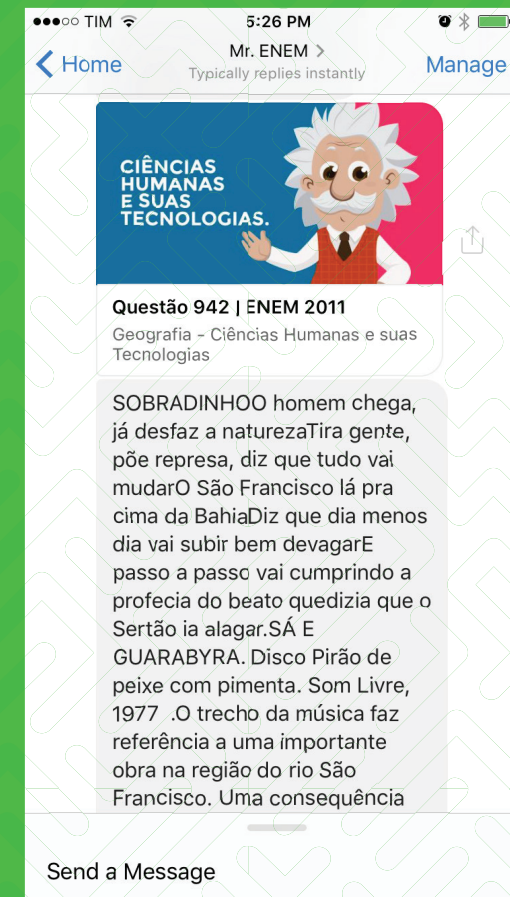 TIM 5:26 PM
Home Mr. ENEM Manage
Typically replies instantly
CIÊNCIAS
HUMANAS
E SUAS
TECNOLOGIAS.
Questão 942 | ENEM 2011
Geografia - Ciências Humanas e suas
Tecnologias
SOBRADINHOO homem chega,
já desfaz a naturezaTira gente,
põe represa, diz que tudo vai
mudarO São Francisco lá pra
cima da BahiaDiz que dia menos
dia vai subir bem devagarE
passo a passo vai cumprindo a
profecia do beato quedizia que o
Sertão ia alagar.SÁ E
GUARABYRA. Disco Pirão de
peixe com pimenta. Som Livre,
1977 .O trecho da música faz
referência a uma importante
obra na região do rio São
Francisco. Uma consequência
Send a Message